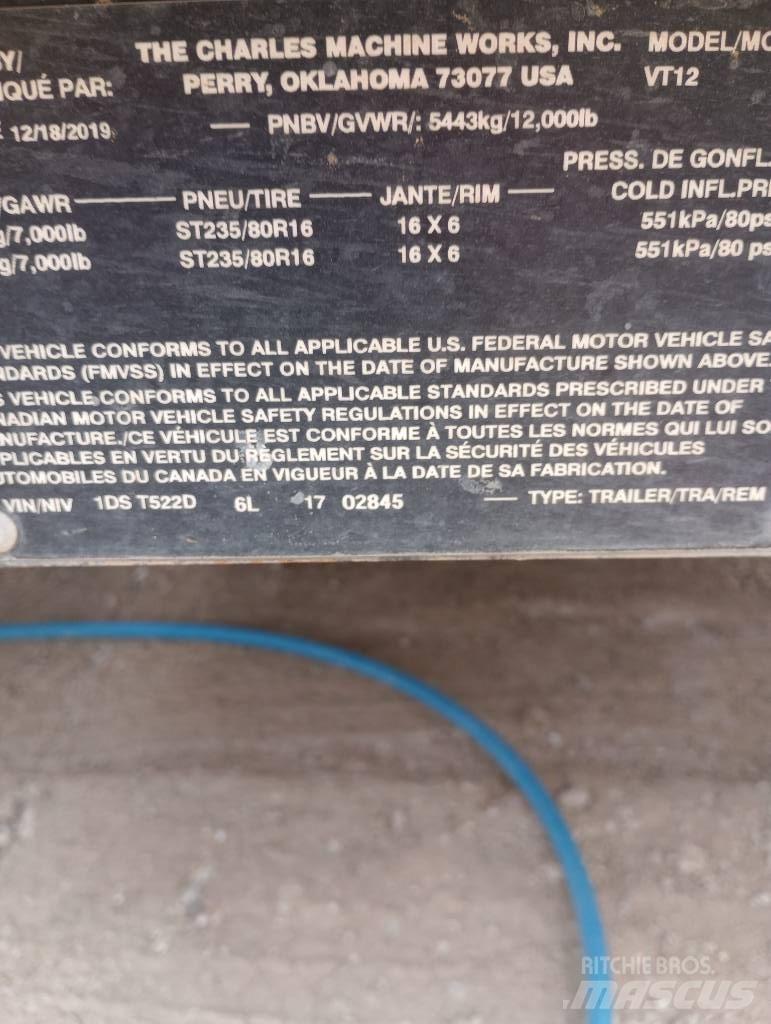 Y/ THE CHARLES MACHINE WORKS, INC. MODEL/MO
IQUÉ PAR: PERRY, OKLAHOMA 73077 USA VT12
12/18/2019 — PNBV/GVWR/: 5443kg/12,000lb
PRESS. DE GONFL.
/GAWR — PNEU/TIRE — JANTE/RIM — COLD INFL.PRE
g/7,000lb ST235/80R16 16 X 6 551kPa/80ps
g/7,000lb ST235/80R16 16 X 6 551kPa/80 ps
VEHICLE CONFORMS TO ALL APPLICABLE U.S. FEDERAL MOTOR VEHICLE SA
NDARDS (FMVSS) IN EFFECT ON THE DATE OF MANUFACTURE SHOWN ABOVE.
S VEHICLE CONFORMS TO ALL APPLICABLE STANDARDS PRESCRIBED UNDER
NADIAN MOTOR VEHICLE SAFETY REGULATIONS IN EFFECT ON THE DATE OF
NUFACTURE./CE VÉHICULE EST CONFORME À TOUTES LES NORMES QUI LUI SO
PLICABLES EN VERTU DU RÈGLEMENT SUR LA SÉCURITÉ DES VÉHICULES
UTOMOBILES DU CANADA EN VIGUEUR À LA DATE DE SA FABRICATION.
VIN/NIV 1DS T522D 6L 17 02845 — TYPE: TRAILER/TRA/REM
RITCHIE BROS.
MASCUS